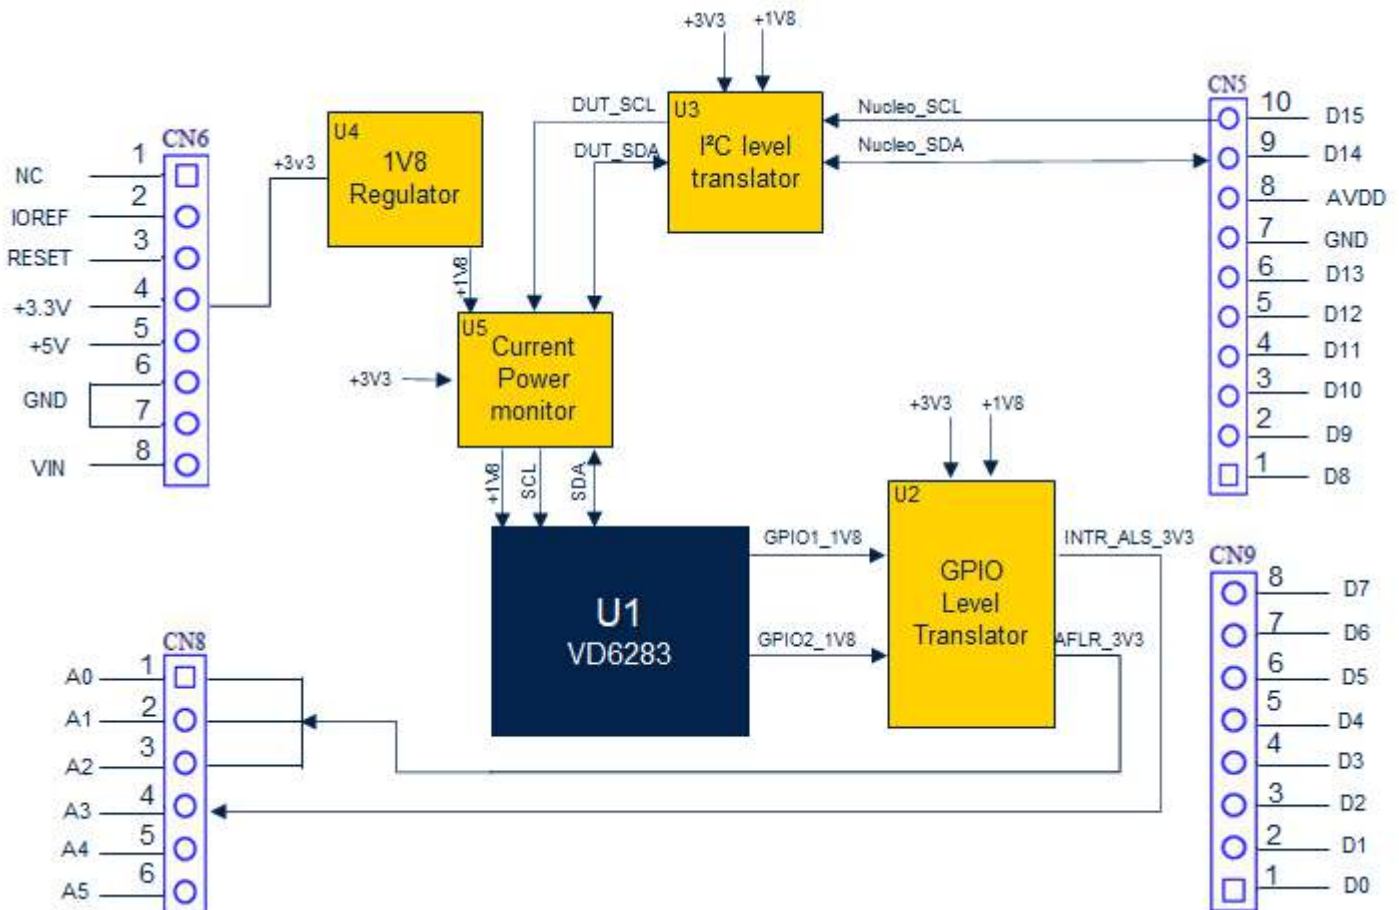 +3V3
+1V8
U3
I²C level
translator
DUT_SCL
DUT_SDA
Nucleo_SCL
Nucleo_SDA
CN5
10 D15
9 D14
8 AVDD
7 GND
6 D13
5 D12
4 D11
3 D10
2 D9
1 D8
U4
1V8
Regulator
+3v3
+1V8
CN6
NC 1
IOREF 2
RESET 3
+3.3V 4
+5V 5
GND 6
7
VIN 8
U5
Current
Power
monitor
+3V3
+1V8
SCL
SDA
U1
VD6283
GPIO1_1V8
GPIO2_1V8
+3V3
+1V8
U2
GPIO
Level
Translator
INTR_ALS_3V3
AFLR_3V3
CN8
A0 1
A1 2
A2 3
A3 4
A4 5
A5 6
CN9
8 D7
7 D6
6 D5
5 D4
4 D3
3 D2
2 D1
1 D0